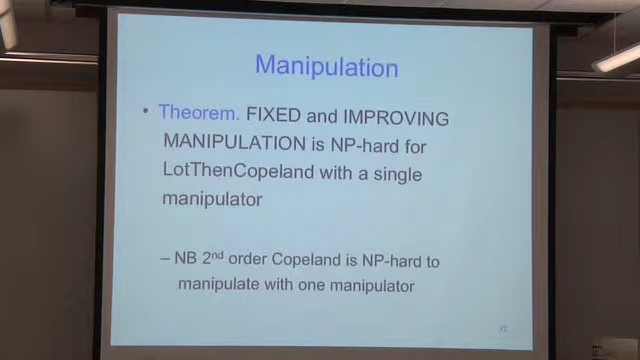 Manipulation
• Theorem. FIXED and IMPROVING
MANIPULATION is NP-hard for
LotThenCopeland with a single
manipulator
– NB 2nd order Copeland is NP-hard to
manipulate with one manipulator